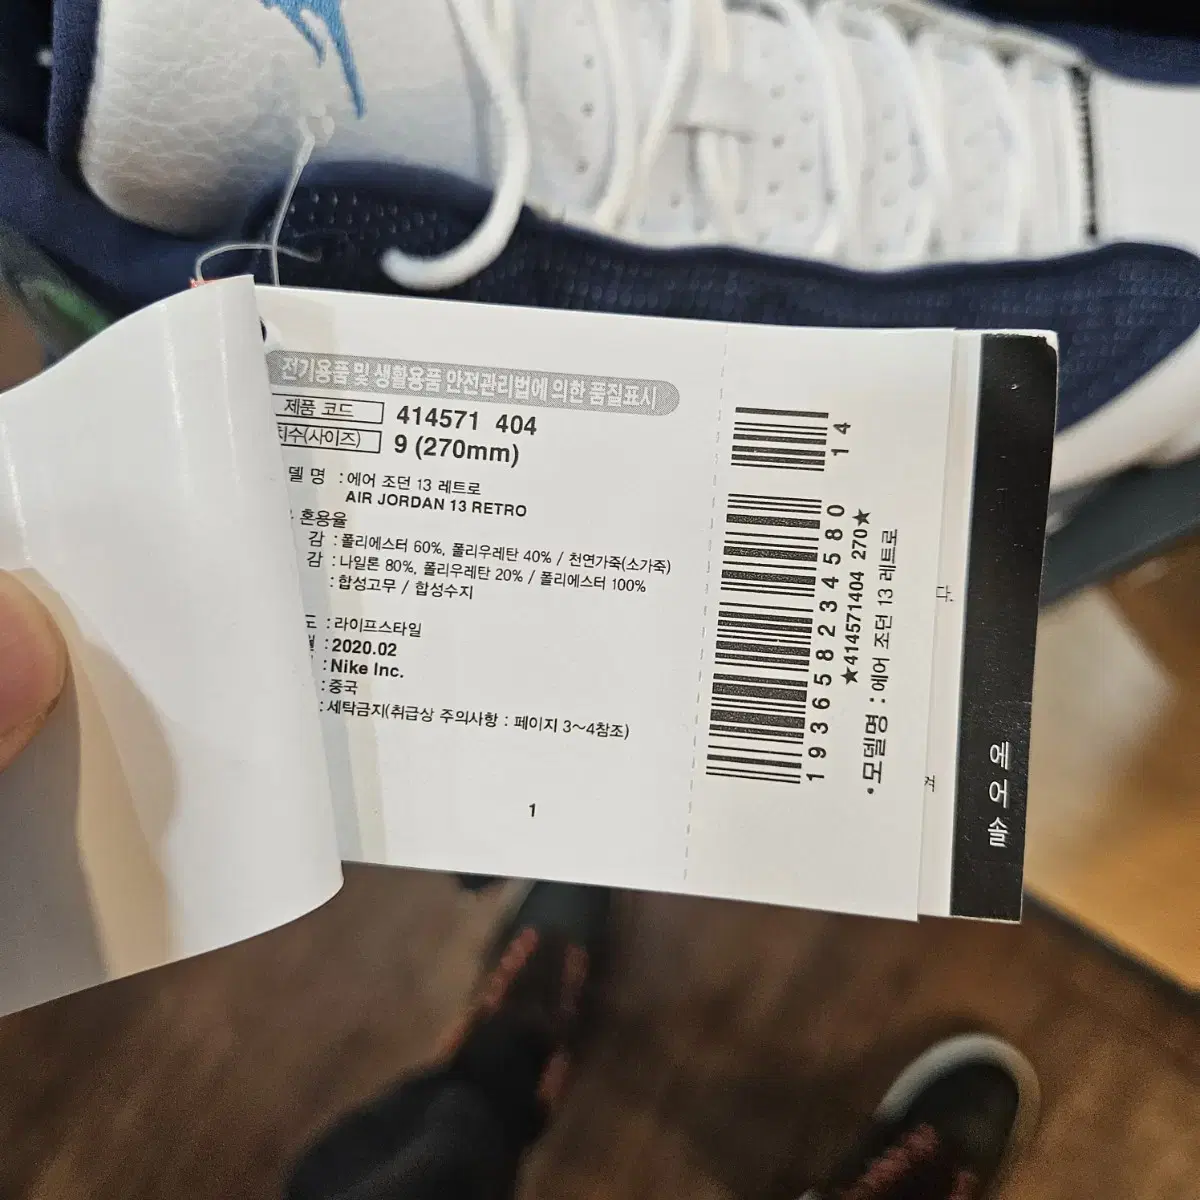 전기용품 및 생활용품 안전관리법에 의한 품질표시
제품 코드 414571 404
치수(사이즈) 9 (270mm)
델 명 : 에어 조던 13 레트로
AIR JORDAN 13 RETRO
혼용율
감 : 폴리에스터 60%, 폴리우레탄 40% / 천연가죽(소가죽)
감 : 나일론 80%, 폴리우레탄 20% / 폴리에스터 100%
: 합성고무 / 합성수지
도 : 라이프스타일
월 : 2020.02
: Nike Inc.
: 중국
: 세탁금지(취급상 주의사항 : 페이지 3~4참조)
1
14
193658234580
★414571404 270★
•모델명 : 에어 조던 13 레트로
다.
켜
에어솔